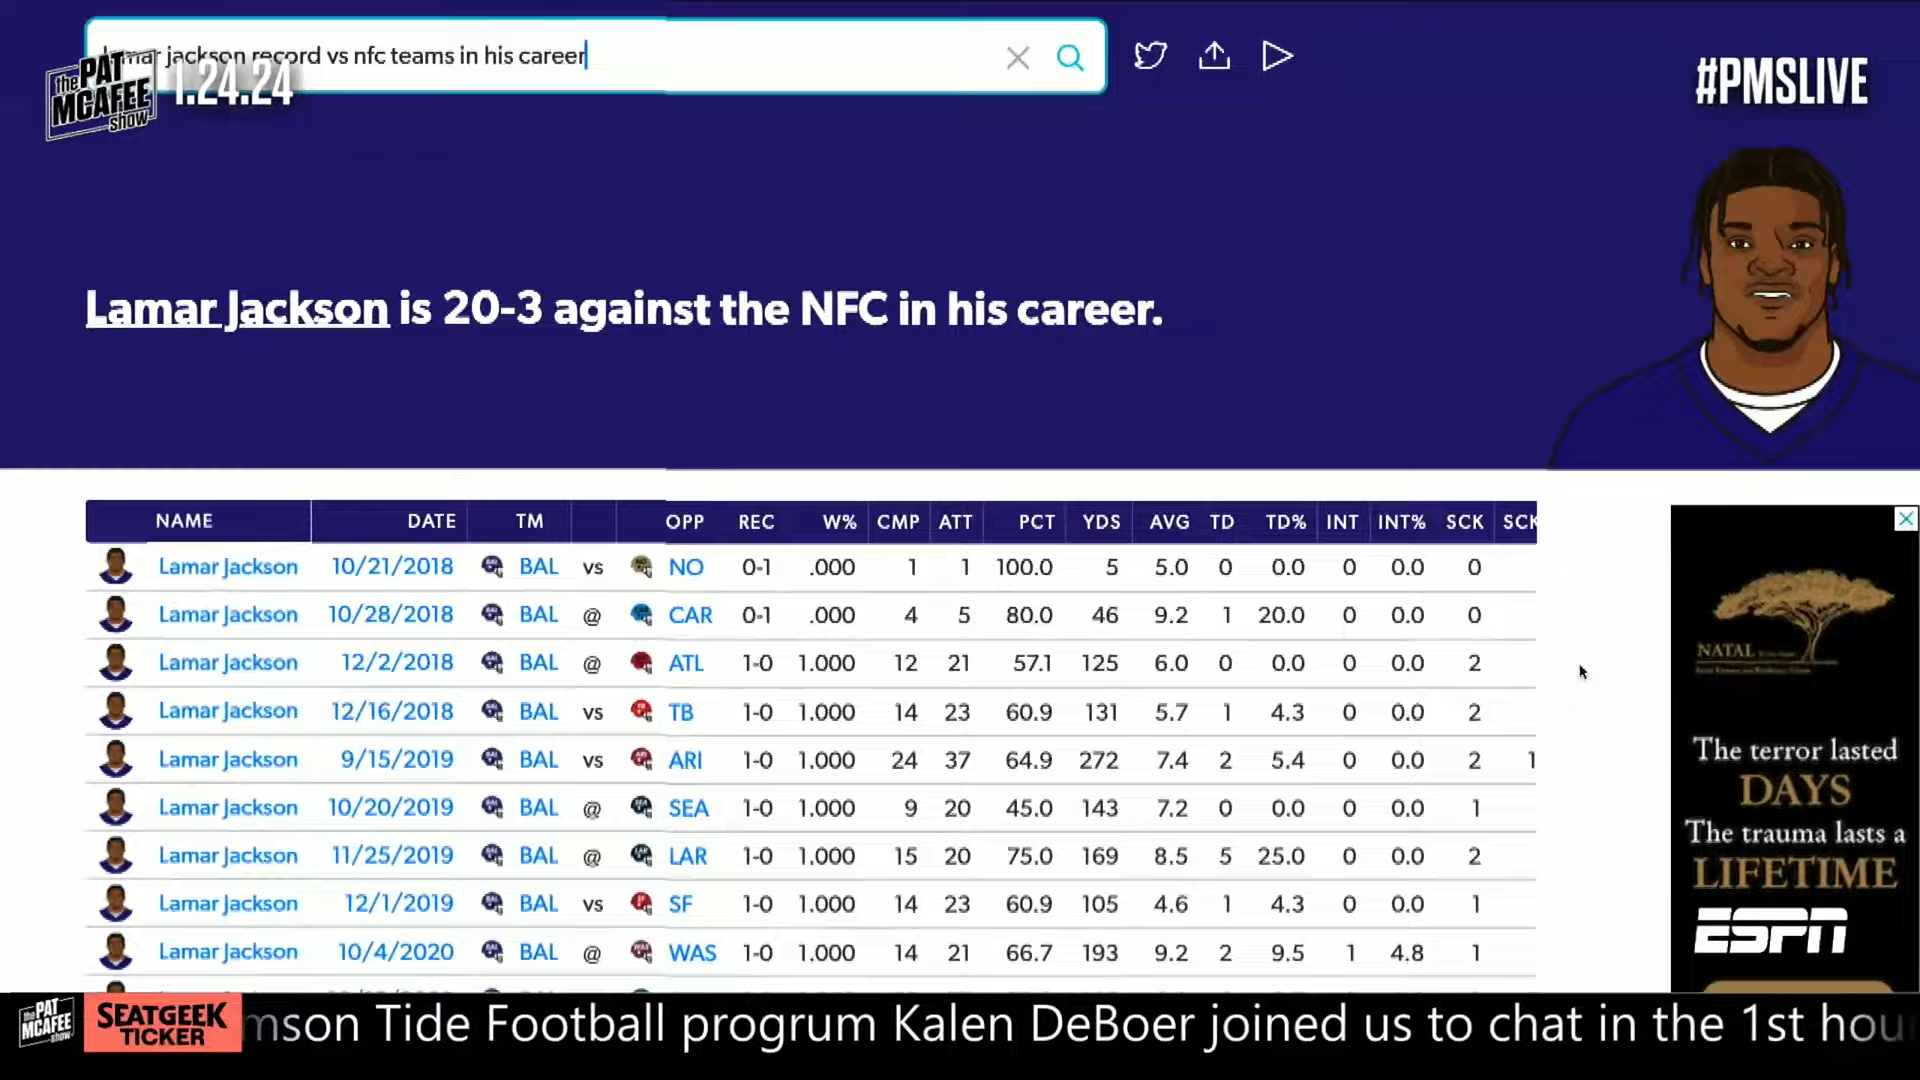 mar jackson record vs nfc teams in his career
the PAT MCAFEE show
1.24.24
#PMSLIVE
Lamar Jackson is 20-3 against the NFC in his career.
NAME DATE TM OPP REC W% CMP ATT PCT YDS AVG TD TD% INT INT% SCK SCK
Lamar Jackson 10/21/2018 BAL vs NO 0-1 .000 1 1 100.0 5 5.0 0 0.0 0 0.0 0
Lamar Jackson 10/28/2018 BAL @ CAR 0-1 .000 4 5 80.0 46 9.2 1 20.0 0 0.0 0
Lamar Jackson 12/2/2018 BAL @ ATL 1-0 1.000 12 21 57.1 125 6.0 0 0.0 0 0.0 2
Lamar Jackson 12/16/2018 BAL vs TB 1-0 1.000 14 23 60.9 131 5.7 1 4.3 0 0.0 2
Lamar Jackson 9/15/2019 BAL vs ARI 1-0 1.000 24 37 64.9 272 7.4 2 5.4 0 0.0 2 1
Lamar Jackson 10/20/2019 BAL @ SEA 1-0 1.000 9 20 45.0 143 7.2 0 0.0 0 0.0 1
Lamar Jackson 11/25/2019 BAL @ LAR 1-0 1.000 15 20 75.0 169 8.5 5 25.0 0 0.0 2
Lamar Jackson 12/1/2019 BAL vs SF 1-0 1.000 14 23 60.9 105 4.6 1 4.3 0 0.0 1
Lamar Jackson 10/4/2020 BAL @ WAS 1-0 1.000 14 21 66.7 193 9.2 2 9.5 1 4.8 1
NATAL
The terror lasted
DAYS
The trauma lasts a
LIFETIME
ESPN
the PAT MCAFEE show
SEATGEEK
TICKER
mson Tide Football progrum Kalen DeBoer joined us to chat in the 1st hou